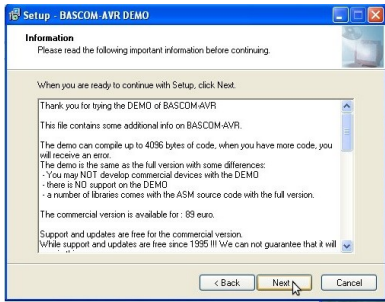 Setup - BASCOM-AVR DEMO
Information
Please read the following important information before continuing.
When you are ready to continue with Setup, click Next.
Thank you for trying the DEMO of BASCOM-AVR
This file contains some additional info on BASCOM-AVR.
The demo can compile up to 4096 bytes of code, when you have more code, you
will receive an error.
The demo is the same as the full version with some differences:
- You may NOT develop commercial devices with the DEMO
- there is NO support on the DEMO
- a number of libraries comes with the ASM source code with the full version.
The commercial version is available for : 89 euro.
Support and updates are free for the commercial version.
While support and updates are free since 1995 !!! We can not guarantee that it will
< Back
Next
Cancel